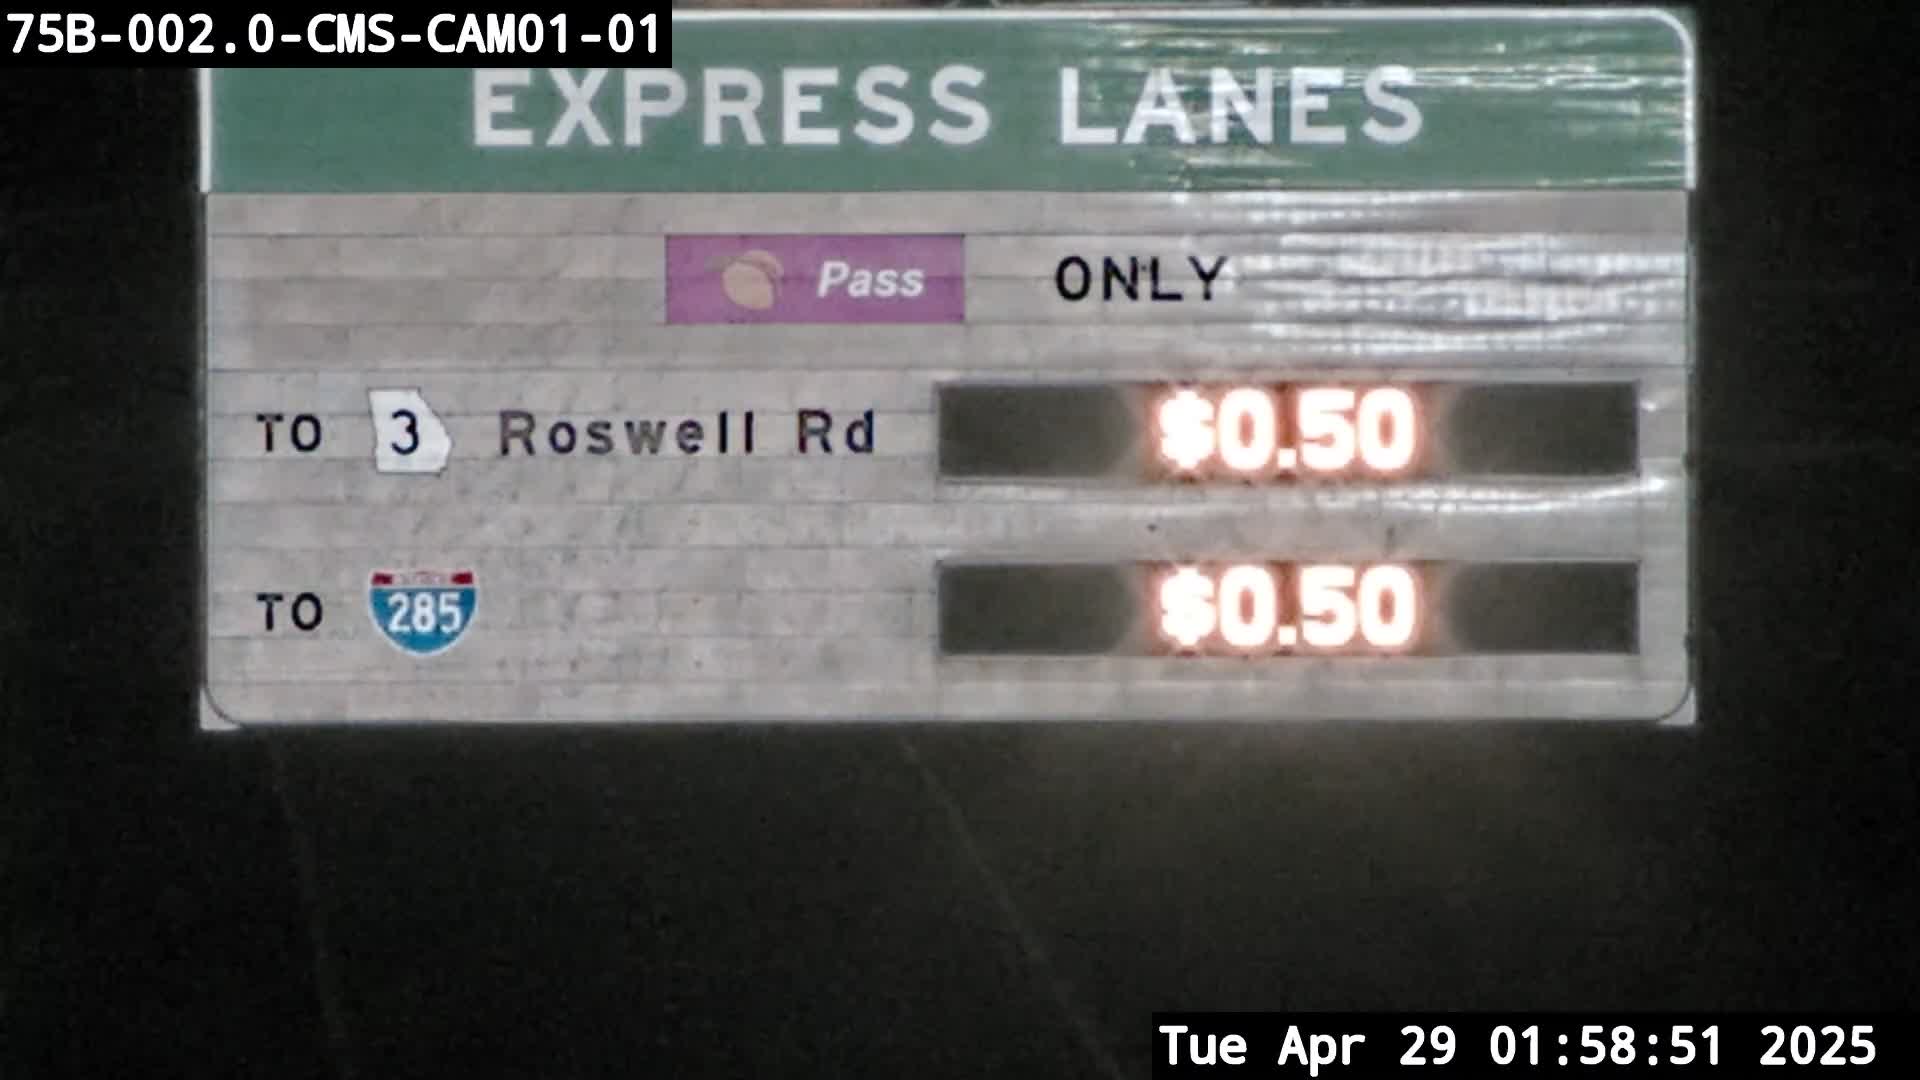 75B-002.0-CMS-CAM01-01
EXPRESS LANES
Pass ONLY
TO 3 Roswell Rd $0.50
TO 285 $0.50
Tue Apr 29 01:58:51 2025